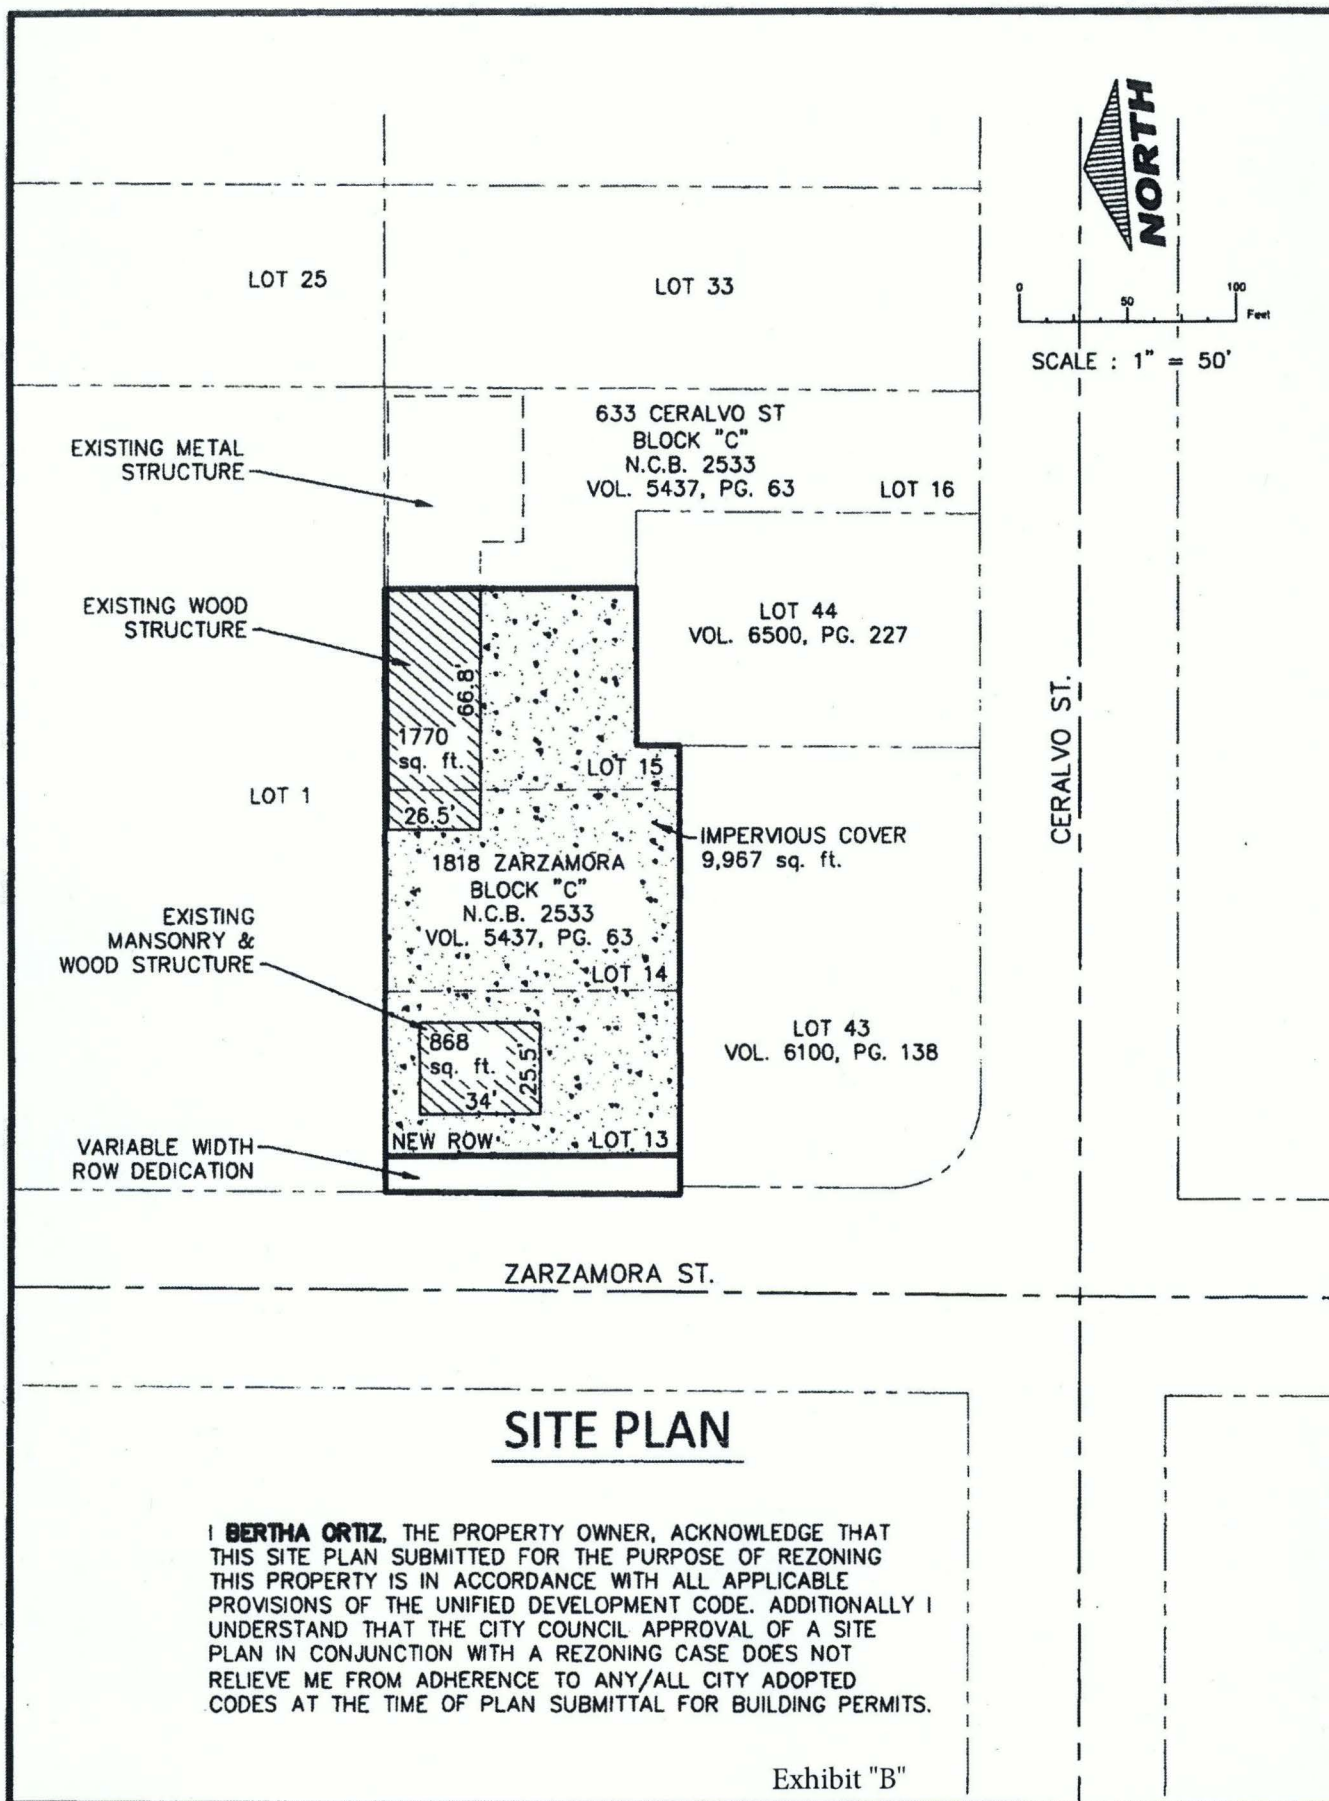 NORTH
0 50 100
Feet
SCALE : 1" = 50'
LOT 25
LOT 33
633 CERALVO ST
BLOCK "C"
N.C.B. 2533
VOL. 5437, PG. 63
LOT 16
EXISTING METAL
STRUCTURE
EXISTING WOOD
STRUCTURE
LOT 44
VOL. 6500, PG. 227
66.8'
1770
sq. ft.
LOT 15
LOT 1
26.5'
CERALVO ST.
IMPERVIOUS COVER
9,967 sq. ft.
1818 ZARZAMORA
BLOCK "C"
N.C.B. 2533
VOL. 5437, PG. 63
LOT 14
EXISTING
MANSONRY &
WOOD STRUCTURE
868
sq. ft.
25.5'
34'
LOT 43
VOL. 6100, PG. 138
NEW ROW
LOT 13
VARIABLE WIDTH
ROW DEDICATION
ZARZAMORA ST.
SITE PLAN
I BERTHA ORTIZ, THE PROPERTY OWNER, ACKNOWLEDGE THAT
THIS SITE PLAN SUBMITTED FOR THE PURPOSE OF REZONING
THIS PROPERTY IS IN ACCORDANCE WITH ALL APPLICABLE
PROVISIONS OF THE UNIFIED DEVELOPMENT CODE. ADDITIONALLY I
UNDERSTAND THAT THE CITY COUNCIL APPROVAL OF A SITE
PLAN IN CONJUNCTION WITH A REZONING CASE DOES NOT
RELIEVE ME FROM ADHERENCE TO ANY/ALL CITY ADOPTED
CODES AT THE TIME OF PLAN SUBMITTAL FOR BUILDING PERMITS.
Exhibit "B"